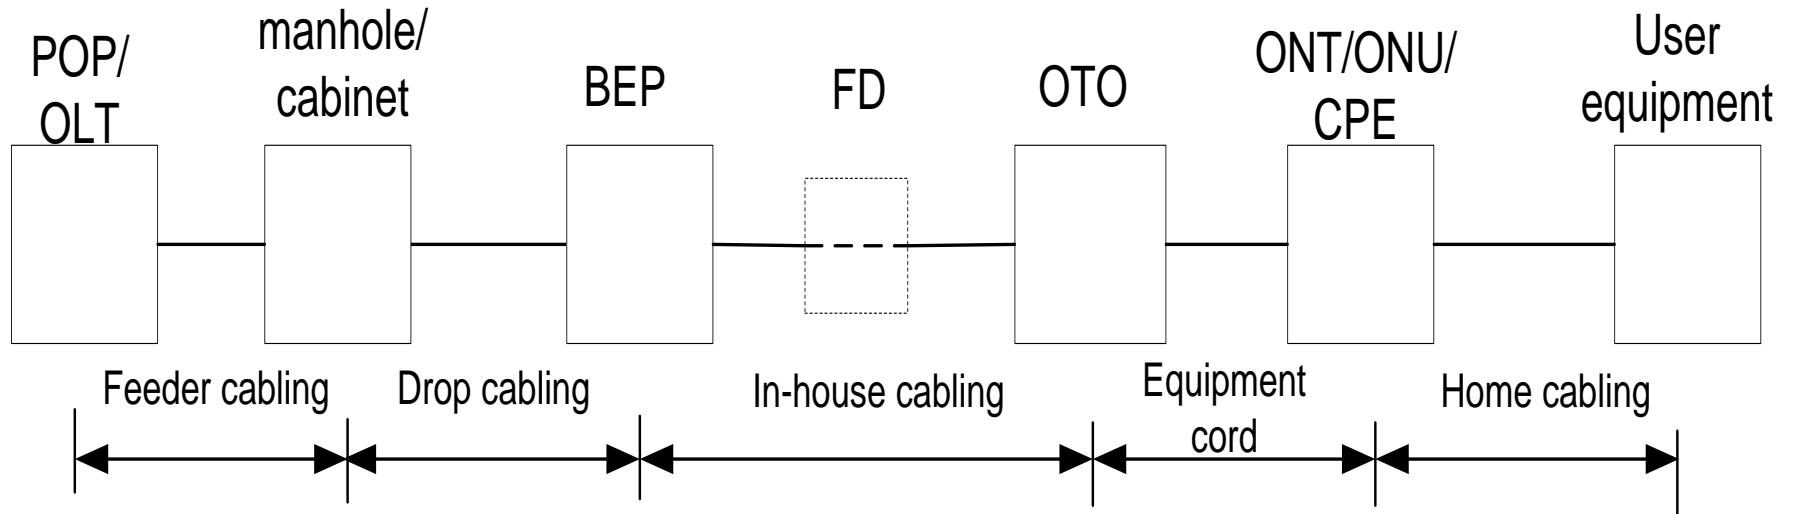 POP/
OLT
manhole/
cabinet
BEP
FD
OTO
ONT/ONU/
CPE
User
equipment
Feeder cabling
Drop cabling
In-house cabling
Equipment
cord
Home cabling